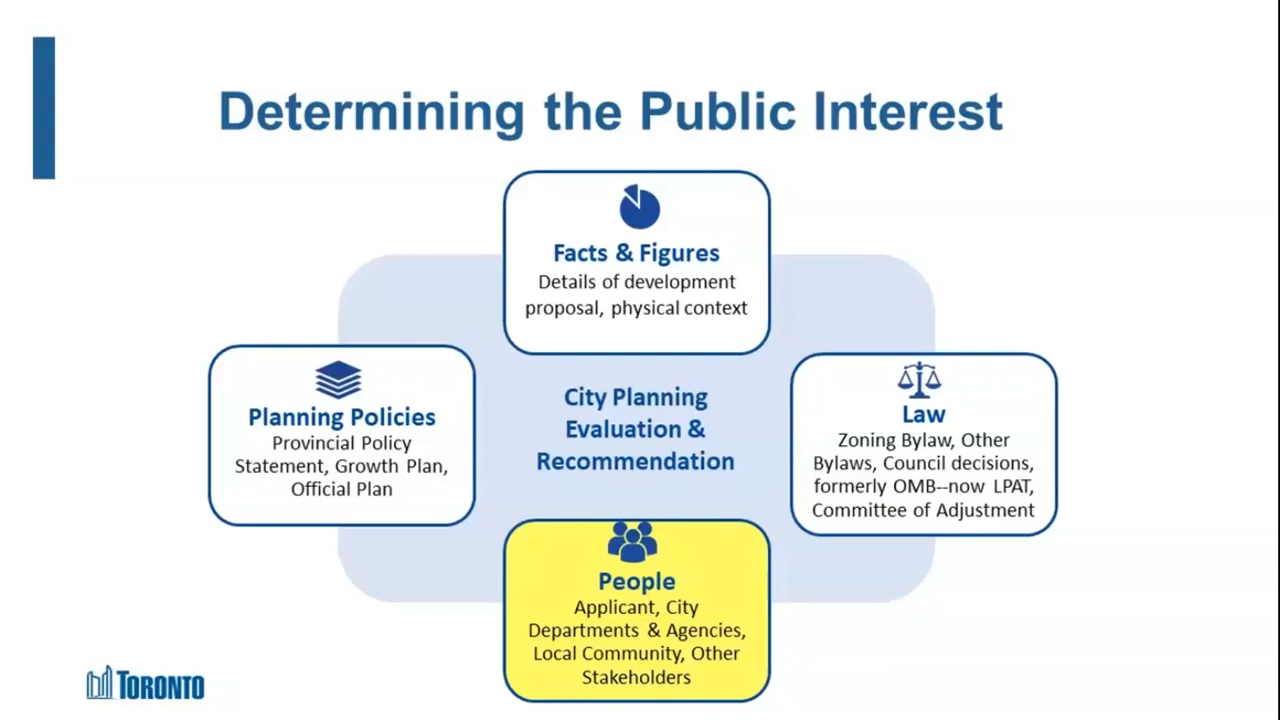 Determining the Public Interest
Facts & Figures
Details of development
proposal, physical context
Planning Policies
Provincial Policy
Statement, Growth Plan,
Official Plan
City Planning
Evaluation &
Recommendation
Law
Zoning Bylaw, Other
Bylaws, Council decisions,
formerly OMB--now LPAT,
Committee of Adjustment
People
Applicant, City
Departments & Agencies,
Local Community, Other
Stakeholders
TORONTO